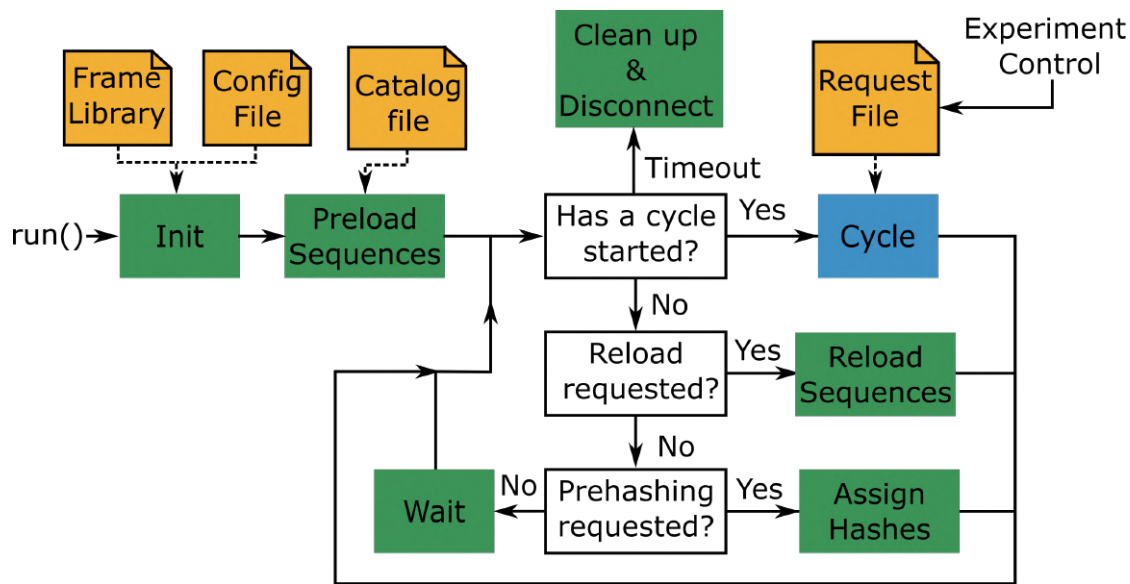 Frame
Library
Config
File
Catalog
file
Clean up
&
Disconnect
Request
File
Experiment
Control
Timeout
run()
Init
Preload
Sequences
Has a cycle
started?
Yes
Cycle
No
Reload
requested?
Yes
Reload
Sequences
No
Wait
No
Prehashing
requested?
Yes
Assign
Hashes